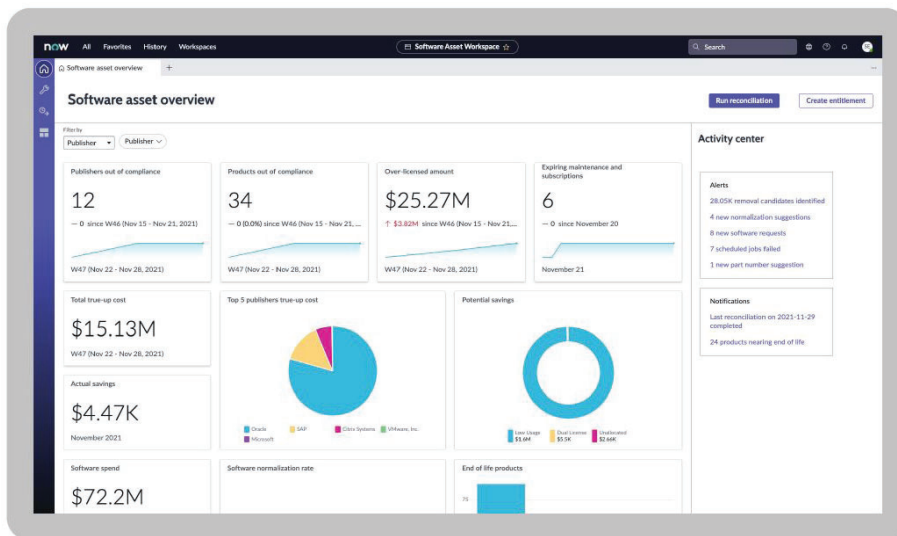 now All Favorites History Workspaces Software Asset Workspace Search
Software asset overview
Software asset overview
Run reconciliation Create entitlement
Filter by
Publisher Publisher
Activity center
Publishers out of compliance
12
— 0 since W46 (Nov 15 - Nov 21, 2021)
W47 (Nov 22 - Nov 28, 2021)
Products out of compliance
34
— 0 (0.0%) since W46 (Nov 15 - Nov 21, ...
W47 (Nov 22 - Nov 28, 2021)
Over-licensed amount
$25.27M
↑ $3.82M since W46 (Nov 15 - Nov 21,...
W47 (Nov 22 - Nov 28, 2021)
Expiring maintenance and
subscriptions
6
— 0 since November 20
November 21
Alerts
28.05K removal candidates identified
4 new normalization suggestions
8 new software requests
7 scheduled jobs failed
1 new part number suggestion
Notifications
Last reconciliation on 2021-11-29
completed
24 products nearing end of life
Total true-up cost
$15.13M
W47 (Nov 22 - Nov 28, 2021)
Top 5 publishers true-up cost
Oracle SAP Citrix Systems VMware, Inc.
Microsoft
Potential savings
Low Usage Dual License Unallocated
$1.6M $5.5K $2.66K
Actual savings
$4.47K
November 2021
Software spend
$72.2M
Software normalization rate
End of life products
75